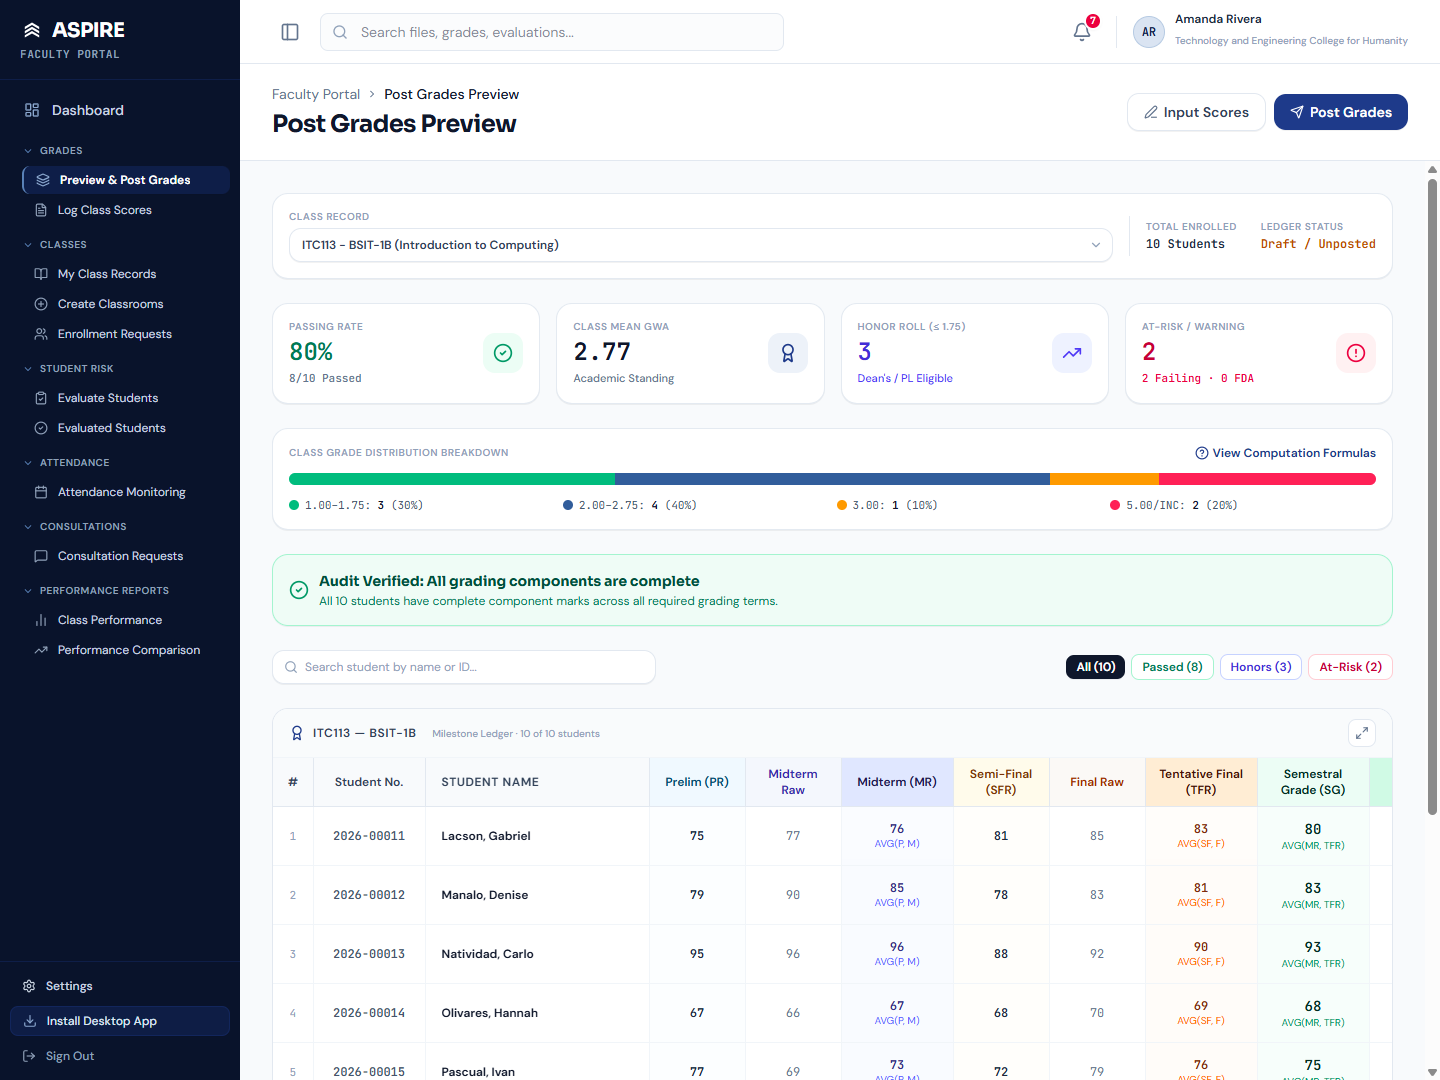 ASPIRE
FACULTY PORTAL
Dashboard
GRADES
Preview & Post Grades
Log Class Scores
CLASSES
My Class Records
Create Classrooms
Enrollment Requests
STUDENT RISK
Evaluate Students
Evaluated Students
ATTENDANCE
Attendance Monitoring
CONSULTATIONS
Consultation Requests
PERFORMANCE REPORTS
Class Performance
Performance Comparison
Settings
Install Desktop App
Sign Out
Search files, grades, evaluations...
7
AR
Amanda Rivera
Technology and Engineering College for Humanity
Faculty Portal > Post Grades Preview
Post Grades Preview
Input Scores
Post Grades
CLASS RECORD
ITC113 - BSIT-1B (Introduction to Computing)
TOTAL ENROLLED
10 Students
LEDGER STATUS
Draft / Unposted
PASSING RATE
80%
8/10 Passed
CLASS MEAN GWA
2.77
Academic Standing
HONOR ROLL (≤ 1.75)
3
Dean's / PL Eligible
AT-RISK / WARNING
2
2 Failing · 0 FDA
CLASS GRADE DISTRIBUTION BREAKDOWN
View Computation Formulas
1.00–1.75: 3 (30%)
2.00–2.75: 4 (40%)
3.00: 1 (10%)
5.00/INC: 2 (20%)
Audit Verified: All grading components are complete
All 10 students have complete component marks across all required grading terms.
Search student by name or ID...
All (10)
Passed (8)
Honors (3)
At-Risk (2)
ITC113 — BSIT-1B
Milestone Ledger · 10 of 10 students
# Student No. STUDENT NAME Prelim (PR) Midterm Raw Midterm (MR) Semi-Final (SFR) Final Raw Tentative Final (TFR) Semestral Grade (SG)
1 2026-00011 Lacson, Gabriel 75 77 76 81 85 83 80
AVG(P, M) AVG(SF, F) AVG(MR, TFR)
2 2026-00012 Manalo, Denise 79 90 85 78 83 81 83
AVG(P, M) AVG(SF, F) AVG(MR, TFR)
3 2026-00013 Natividad, Carlo 95 96 96 88 92 90 93
AVG(P, M) AVG(SF, F) AVG(MR, TFR)
4 2026-00014 Olivares, Hannah 67 66 67 68 70 69 68
AVG(P, M) AVG(SF, F) AVG(MR, TFR)
5 2026-00015 Pascual, Ivan 77 69 73 72 79 76 75
AVG(P, M) AVG(SF, F) AVG(MR, TFR)